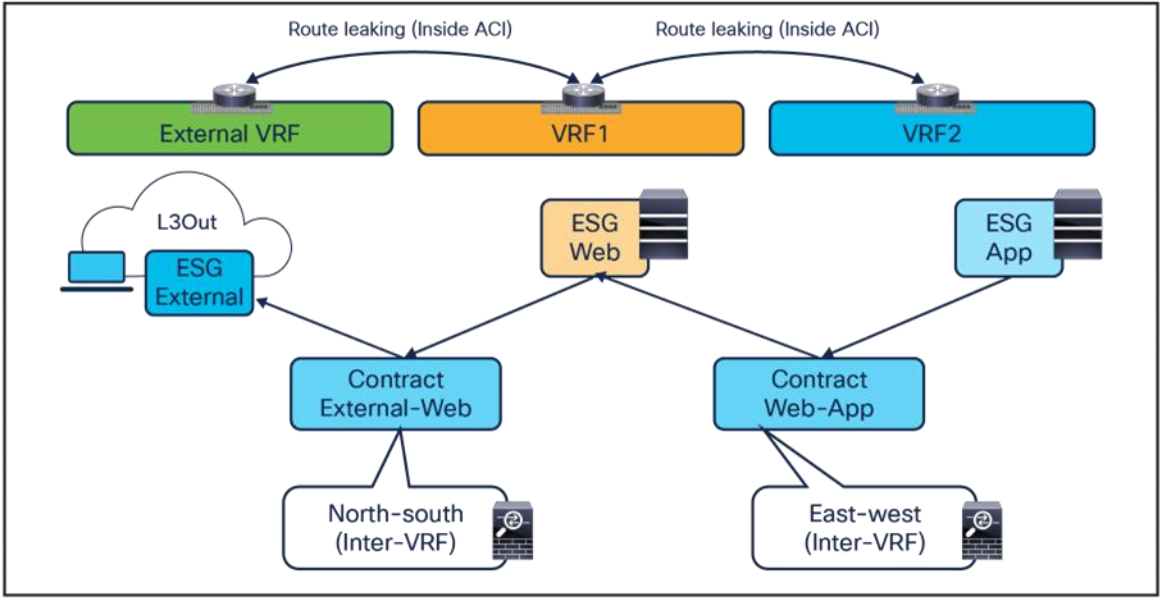 Route leaking (Inside ACI)
Route leaking (Inside ACI)
External VRF
VRF1
VRF2
L3Out
ESG
External
ESG
Web
ESG
App
Contract
External-Web
Contract
Web-App
North-south
(Inter-VRF)
East-west
(Inter-VRF)